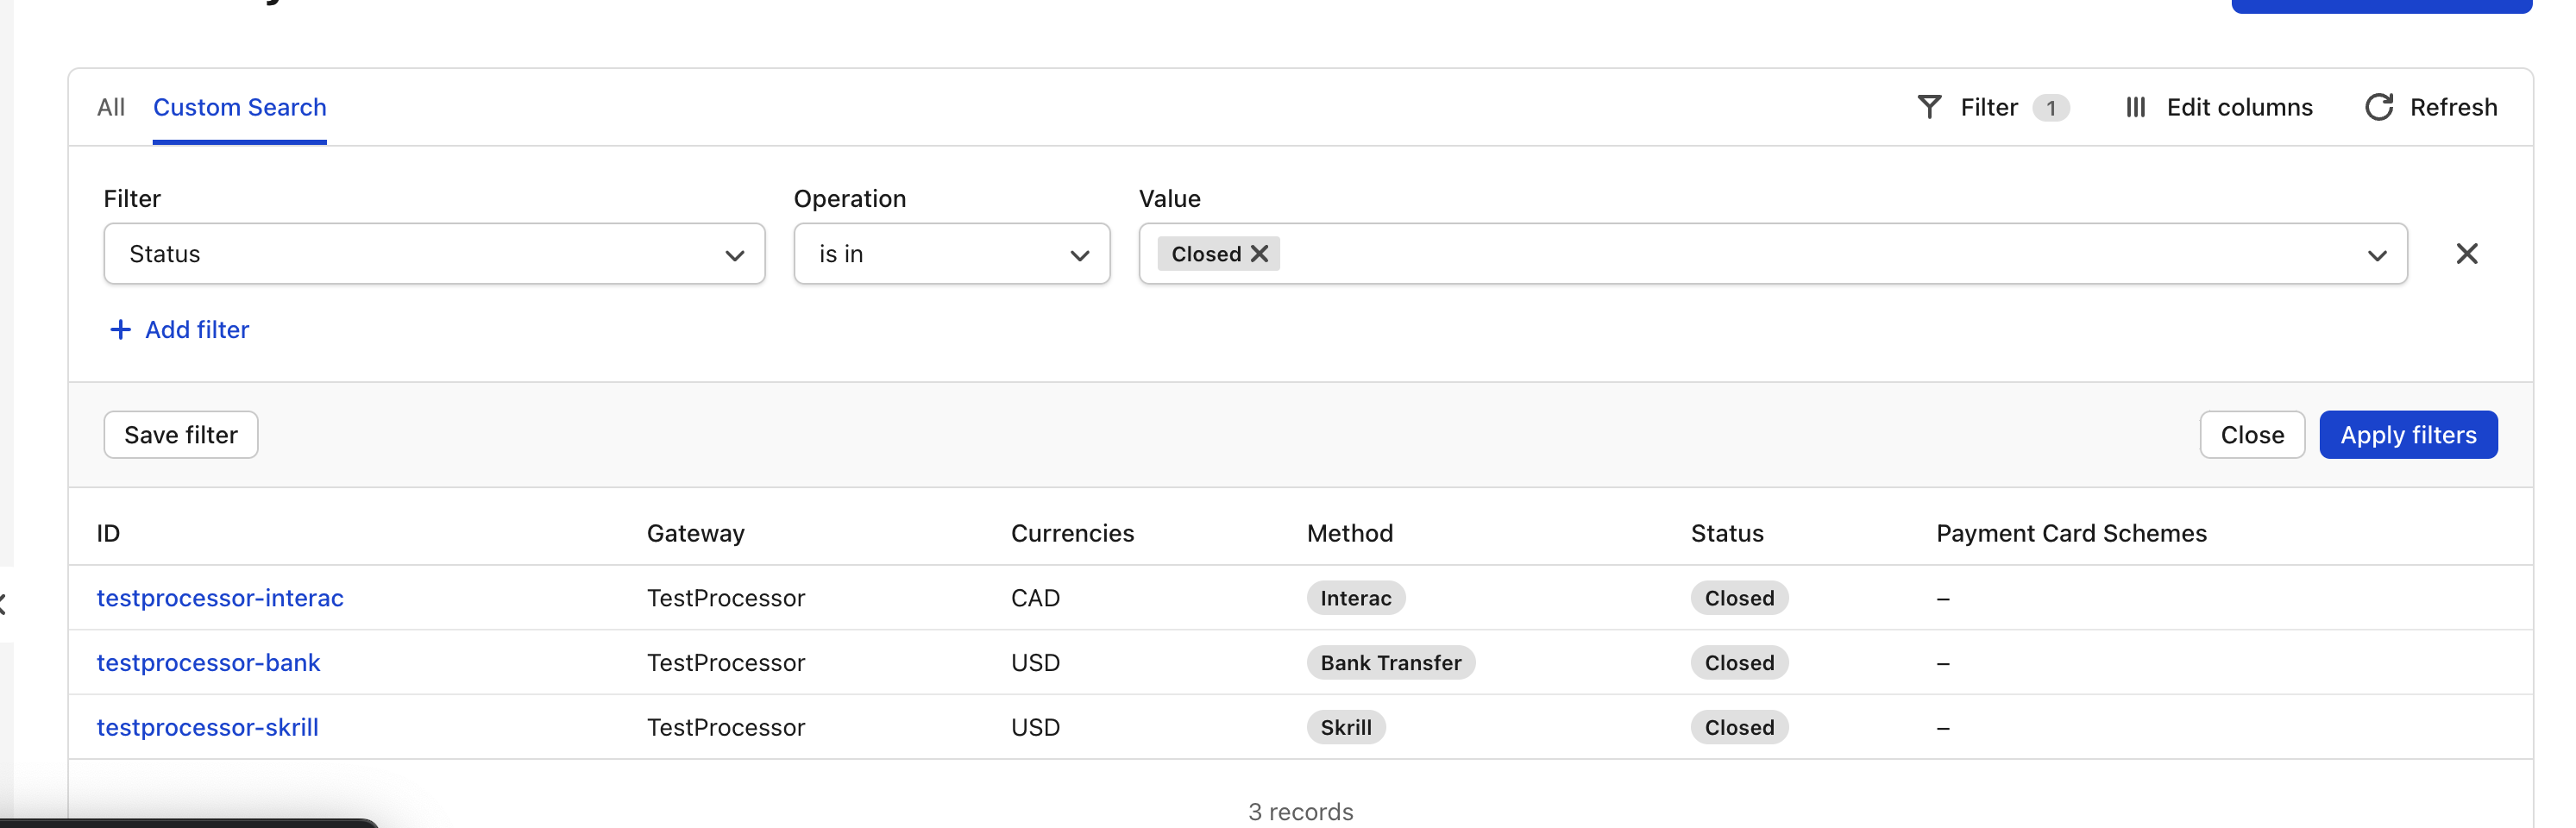 All Custom Search Filter 1 Edit columns Refresh
Filter Operation Value
Status is in Closed
Add filter
Save filter Close Apply filters
ID Gateway Currencies Method Status Payment Card Schemes
testprocessor-interac TestProcessor CAD Interac Closed –
testprocessor-bank TestProcessor USD Bank Transfer Closed –
testprocessor-skrill TestProcessor USD Skrill Closed –
3 records